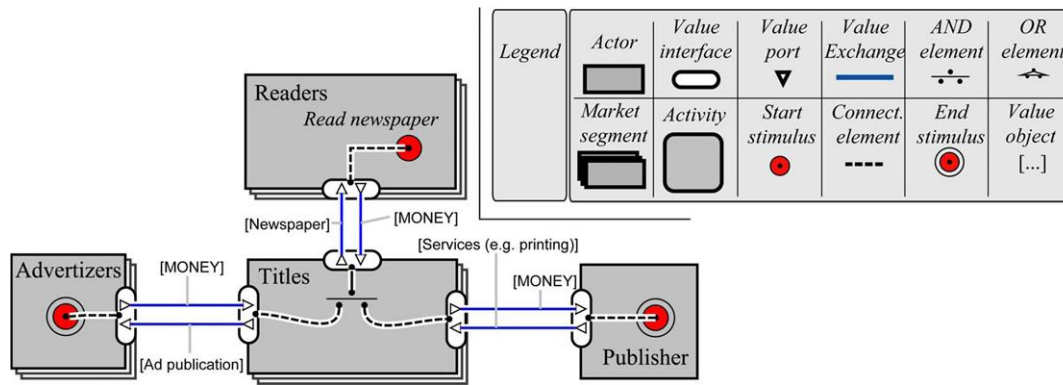 Legend
Actor
Value
interface
Value
port
Value
Exchange
AND
element
OR
element
Market
segment
Activity
Start
stimulus
Connect.
element
End
stimulus
Value
object
[...]
Readers
Read newspaper
[Newspaper]
[MONEY]
[Services (e.g. printing)]
Advertizers
[MONEY]
Titles
[MONEY]
[Ad publication]
Publisher